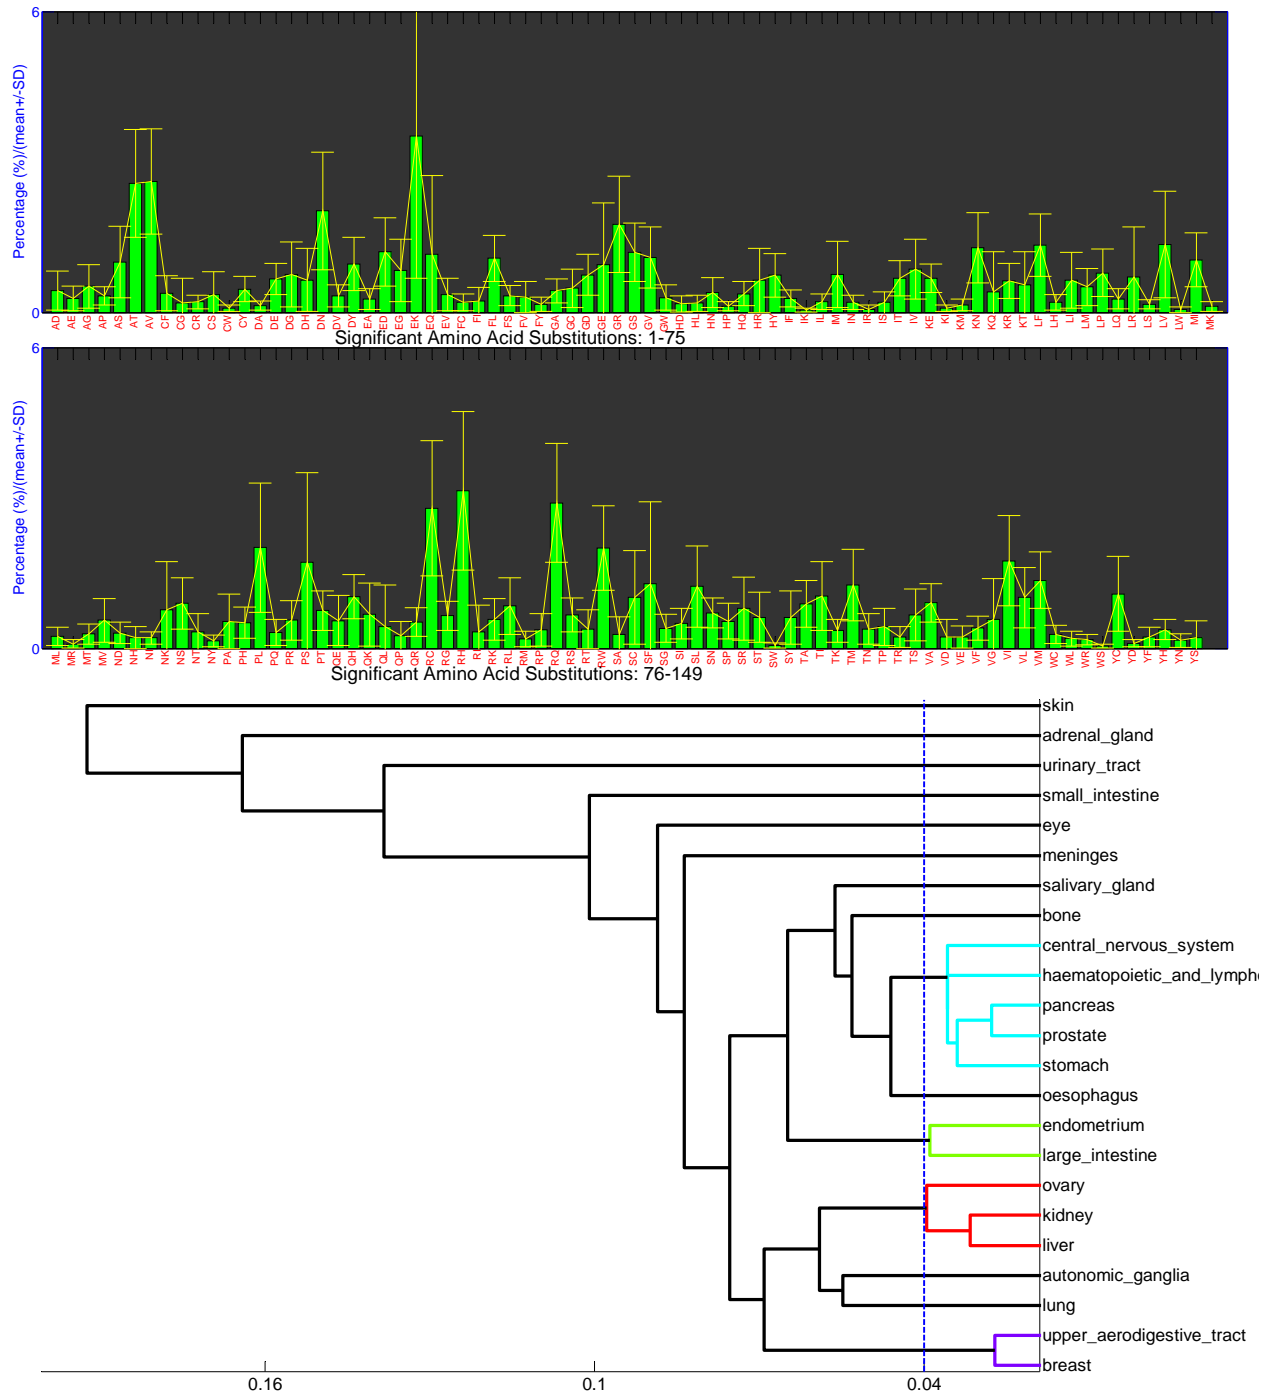 6
Percentage (%)/(mean+/-SD)
0
AD AE AG AP AS AT AV CF CG CR CS CW CY DA DE DG DH DN DV DY EA ED EG EK EQ EV FC FI FL FS FV FY GA GC GD GE GR GS GV GW HD HL HN HP HQ HR HY IF IK IL IM IN IR IS IT IV KE KI KM KN KQ KR KT LF LH LI LM LP LQ LR LS LV LW MI MK
Significant Amino Acid Substitutions: 1-75
6
Percentage (%)/(mean+/-SD)
0
ML MR MT MV ND NH NI NK NS NT NY PA PH PL PQ PR PS PT QE QH QK QL QP QR RC RG RH RI RK RL RM RP RQ RS RT RW SA SC SF SG SI SL SN SP SR ST SW SY TA TI TK TM TN TP TR TS VA VD VE VF VG VI VL VM WC WL WR WS YC YD YF YH YN YS
Significant Amino Acid Substitutions: 76-149
skin
adrenal_gland
urinary_tract
small_intestine
eye
meninges
salivary_gland
bone
central_nervous_system
haematopoietic_and_lymph
pancreas
prostate
stomach
oesophagus
endometrium
large_intestine
ovary
kidney
liver
autonomic_ganglia
lung
upper_aerodigestive_tract
breast
0.16 0.1 0.04